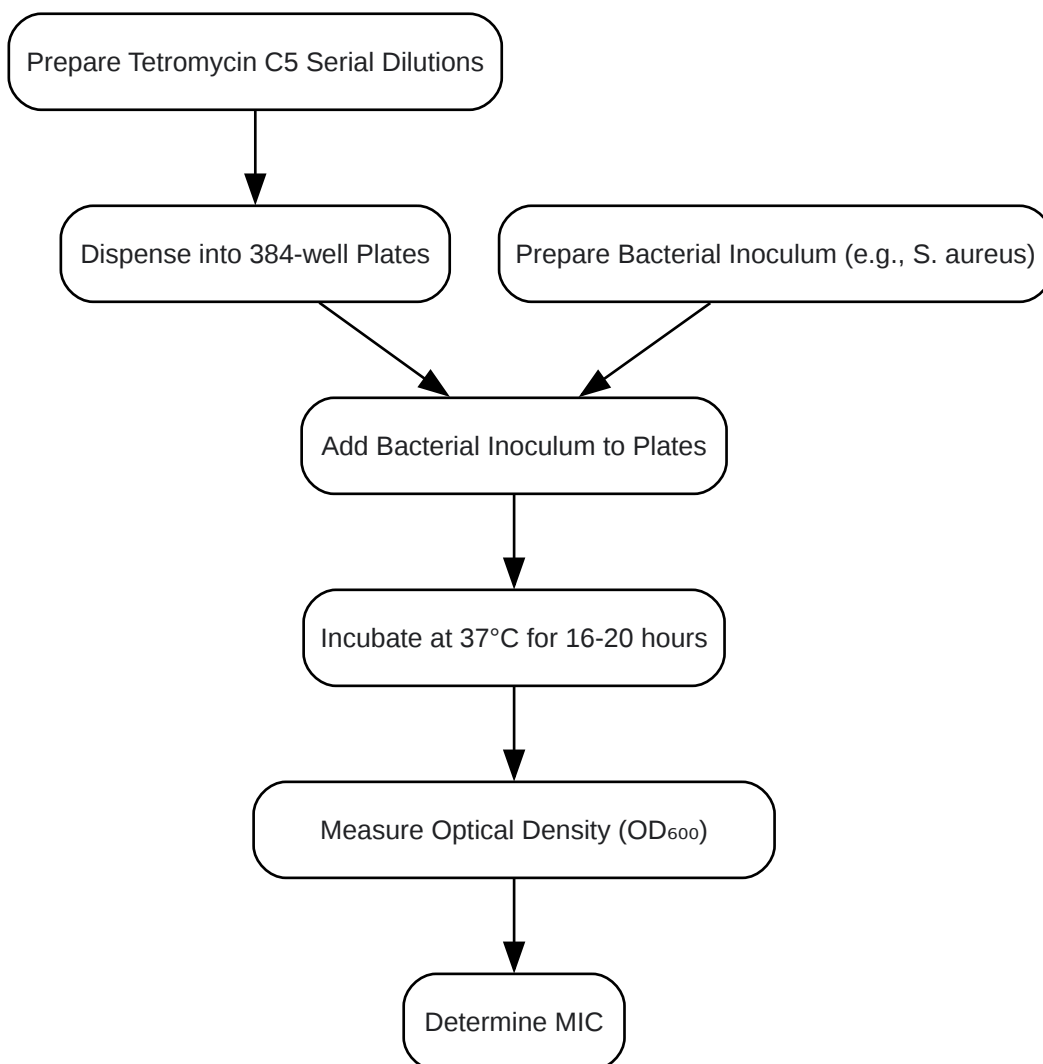 Prepare Tetromycin C5 Serial Dilutions
Dispense into 384-well Plates
Prepare Bacterial Inoculum (e.g., S. aureus)
Add Bacterial Inoculum to Plates
Incubate at 37°C for 16-20 hours
Measure Optical Density (OD₆₀₀)
Determine MIC